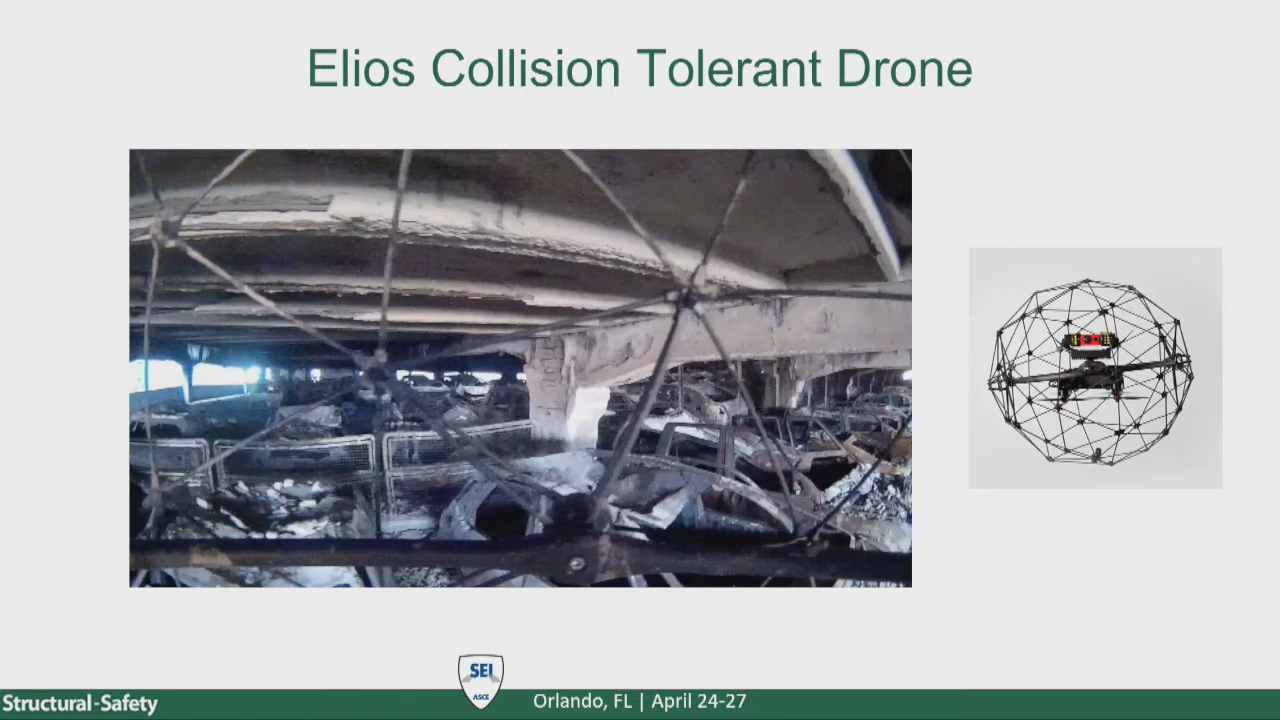 Elios Collision Tolerant Drone
SEI
ASCE
Structural-Safety
Orlando, FL | April 24-27